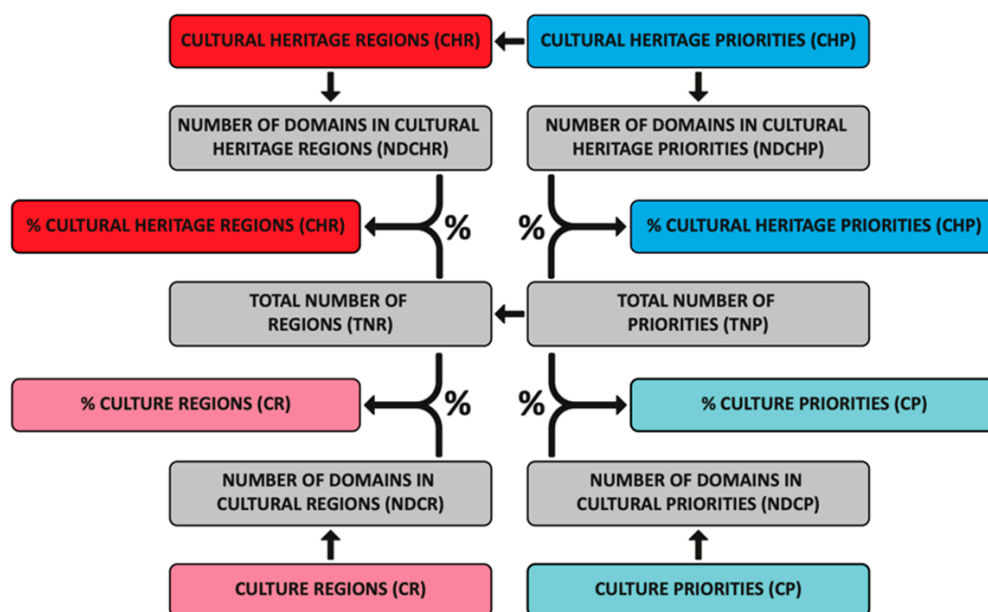 CULTURAL HERITAGE REGIONS (CHR)
CULTURAL HERITAGE PRIORITIES (CHP)
NUMBER OF DOMAINS IN CULTURAL
HERITAGE REGIONS (NDCHR)
NUMBER OF DOMAINS IN CULTURAL
HERITAGE PRIORITIES (NDCHP)
% CULTURAL HERITAGE REGIONS (CHR)
%
%
% CULTURAL HERITAGE PRIORITIES (CHP)
TOTAL NUMBER OF
REGIONS (TNR)
TOTAL NUMBER OF
PRIORITIES (TNP)
% CULTURE REGIONS (CR)
%
%
% CULTURE PRIORITIES (CP)
NUMBER OF DOMAINS IN
CULTURAL REGIONS (NDCR)
NUMBER OF DOMAINS IN
CULTURAL PRIORITIES (NDCP)
CULTURE REGIONS (CR)
CULTURE PRIORITIES (CP)